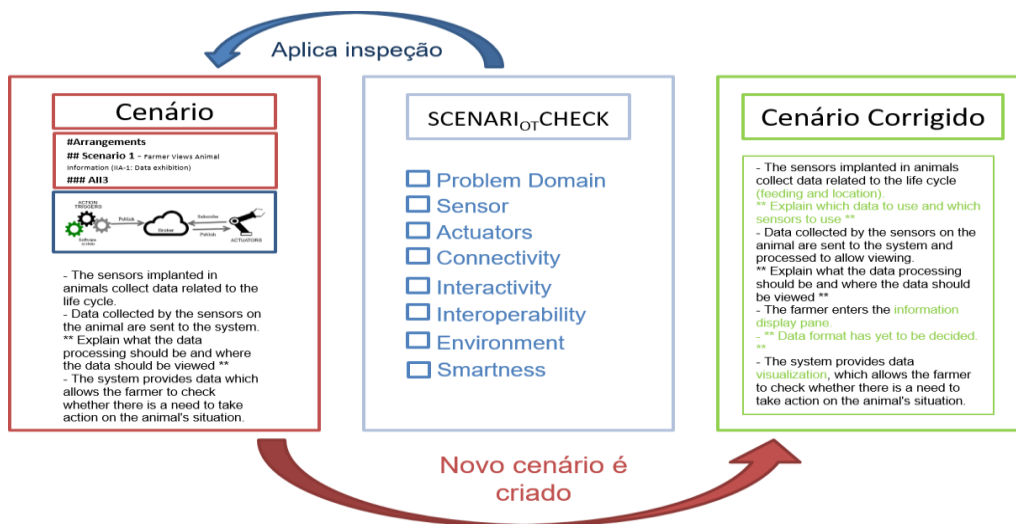 Aplica inspeção
Cenário
#Arrangements
## Scenario 1 - Farmer Views Animal
Information (IIA-1: Data exhibition)
### AII3
ACTION
TRIGGERS
Publish
Broker
Subscribe
Publish
ACTUATORS
- The sensors implanted in
animals collect data related to the
life cycle.
- Data collected by the sensors on
the animal are sent to the system.
** Explain what the data
processing should be and where
the data should be viewed **
- The system provides data which
allows the farmer to check
whether there is a need to take
action on the animal's situation.
SCENARIOTCHECK
Problem Domain
Sensor
Actuators
Connectivity
Interactivity
Interoperability
Environment
Smartness
Cenário Corrigido
- The sensors implanted in animals
collect data related to the life cycle
(feeding and location).
** Explain which data to use and which
sensors to use **
- Data collected by the sensors on the
animal are sent to the system and
processed to allow viewing.
** Explain what the data processing
should be and where the data should
be viewed **
- The farmer enters the information
display pane.
- ** Data format has yet to be decided.
**
- The system provides data
visualization, which allows the farmer
to check whether there is a need to
take action on the animal's situation.
Novo cenário é
criado